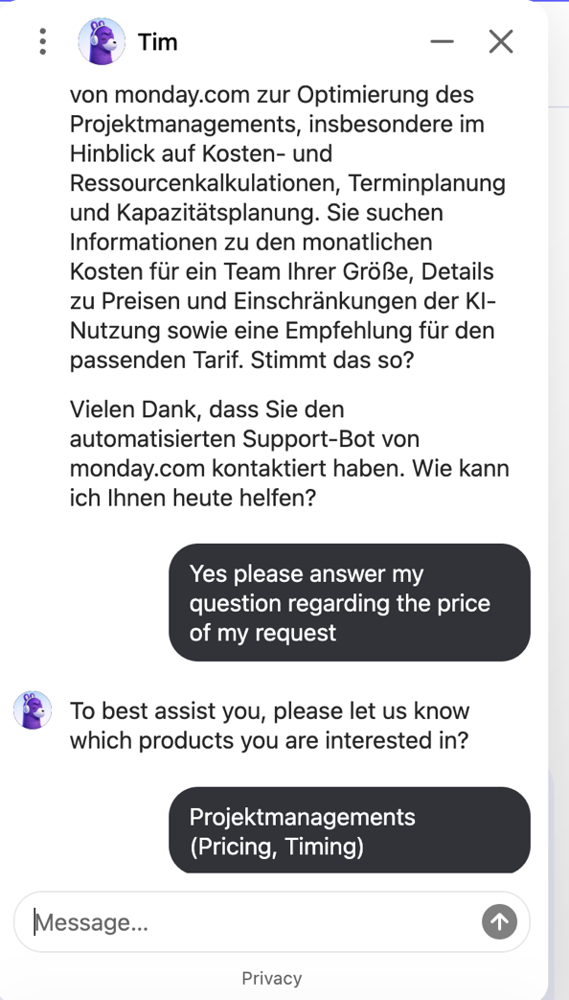 Tim
von monday.com zur Optimierung des
Projektmanagements, insbesondere im
Hinblick auf Kosten- und
Ressourcenkalkulationen, Terminplanung
und Kapazitätsplanung. Sie suchen
Informationen zu den monatlichen
Kosten für ein Team Ihrer Größe, Details
zu Preisen und Einschränkungen der KI-
Nutzung sowie eine Empfehlung für den
passenden Tarif. Stimmt das so?
Vielen Dank, dass Sie den
automatisierten Support-Bot von
monday.com kontaktiert haben. Wie kann
ich Ihnen heute helfen?
Yes please answer my
question regarding the price
of my request
To best assist you, please let us know
which products you are interested in?
Projektmanagements
(Pricing, Timing)
Message...
Privacy